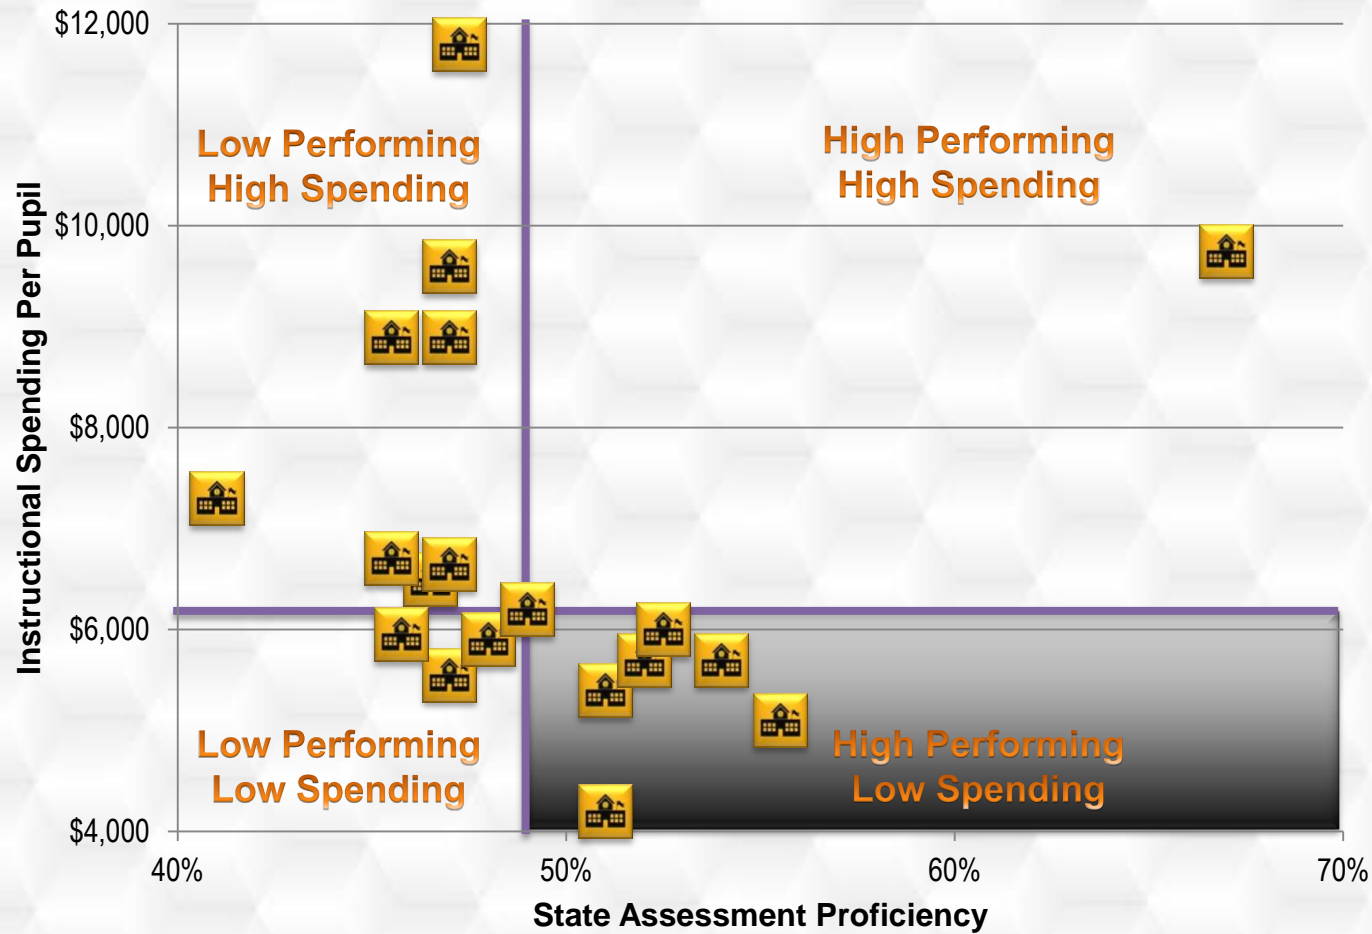 $12,000
Low Performing
High Spending
High Performing
High Spending
$10,000
$8,000
$6,000
$4,000
Instructional Spending Per Pupil
Low Performing
Low Spending
High Performing
Low Spending
40%
50%
60%
70%
State Assessment Proficiency